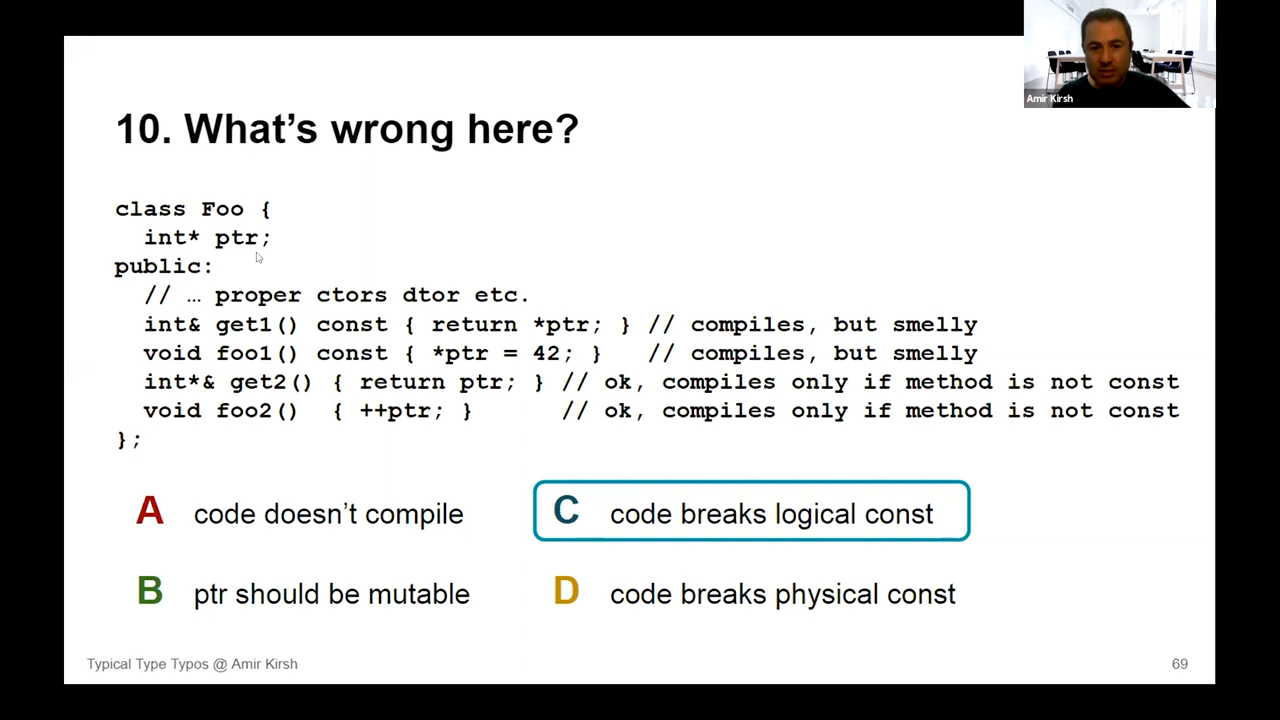 Amir Kirsh
10. What's wrong here?
class Foo {
  int* ptr;
public:
  // … proper ctors dtor etc.
  int& get1() const { return *ptr; } // compiles, but smelly
  void foo1() const { *ptr = 42; }   // compiles, but smelly
  int*& get2() { return ptr; } // ok, compiles only if method is not const
  void foo2()  { ++ptr; }      // ok, compiles only if method is not const
};
A code doesn't compile
C code breaks logical const
B ptr should be mutable
D code breaks physical const
Typical Type Typos @ Amir Kirsh
69